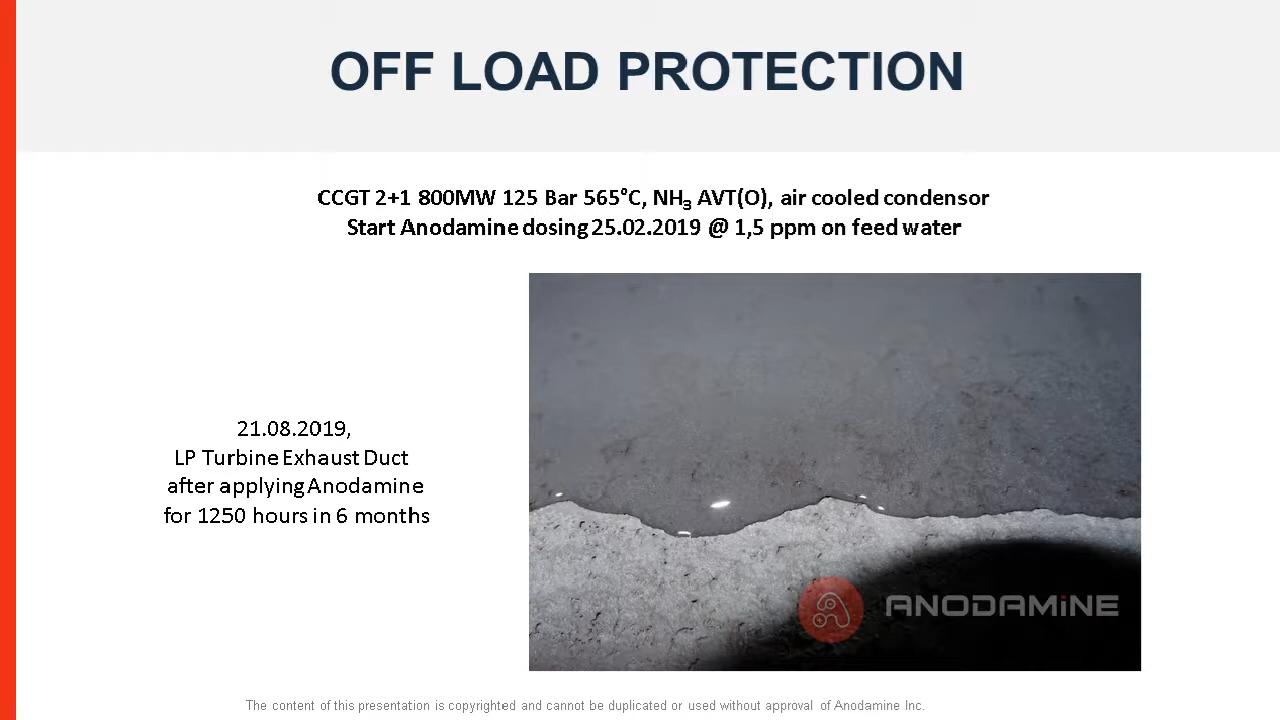 OFF LOAD PROTECTION
CCGT 2+1 800MW 125 Bar 565°C, NH₃ AVT(O), air cooled condensor
Start Anodamine dosing 25.02.2019 @ 1,5 ppm on feed water
21.08.2019,
LP Turbine Exhaust Duct
after applying Anodamine
for 1250 hours in 6 months
ANODAMiNE
The content of this presentation is copyrighted and cannot be duplicated or used without approval of Anodamine Inc.